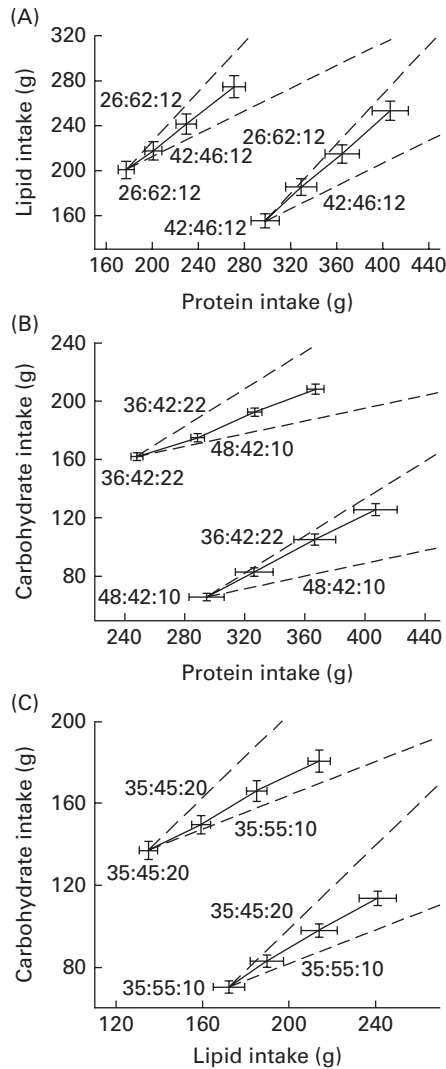 (A)
320
280
240
200
160
Lipid intake (g)
26:62:12
42:46:12
26:62:12
26:62:12
42:46:12
42:46:12
160 200 240 280 320 360 400 440
Protein intake (g)
(B)
240
200
160
120
80
Carbohydrate intake (g)
36:42:22
48:42:10
36:42:22
36:42:22
48:42:10
48:42:10
240 280 320 360 400 440
Protein intake (g)
(C)
200
160
120
80
Carbohydrate intake (g)
35:45:20
35:55:10
35:45:20
35:45:20
35:55:10
35:55:10
120 160 200 240
Lipid intake (g)